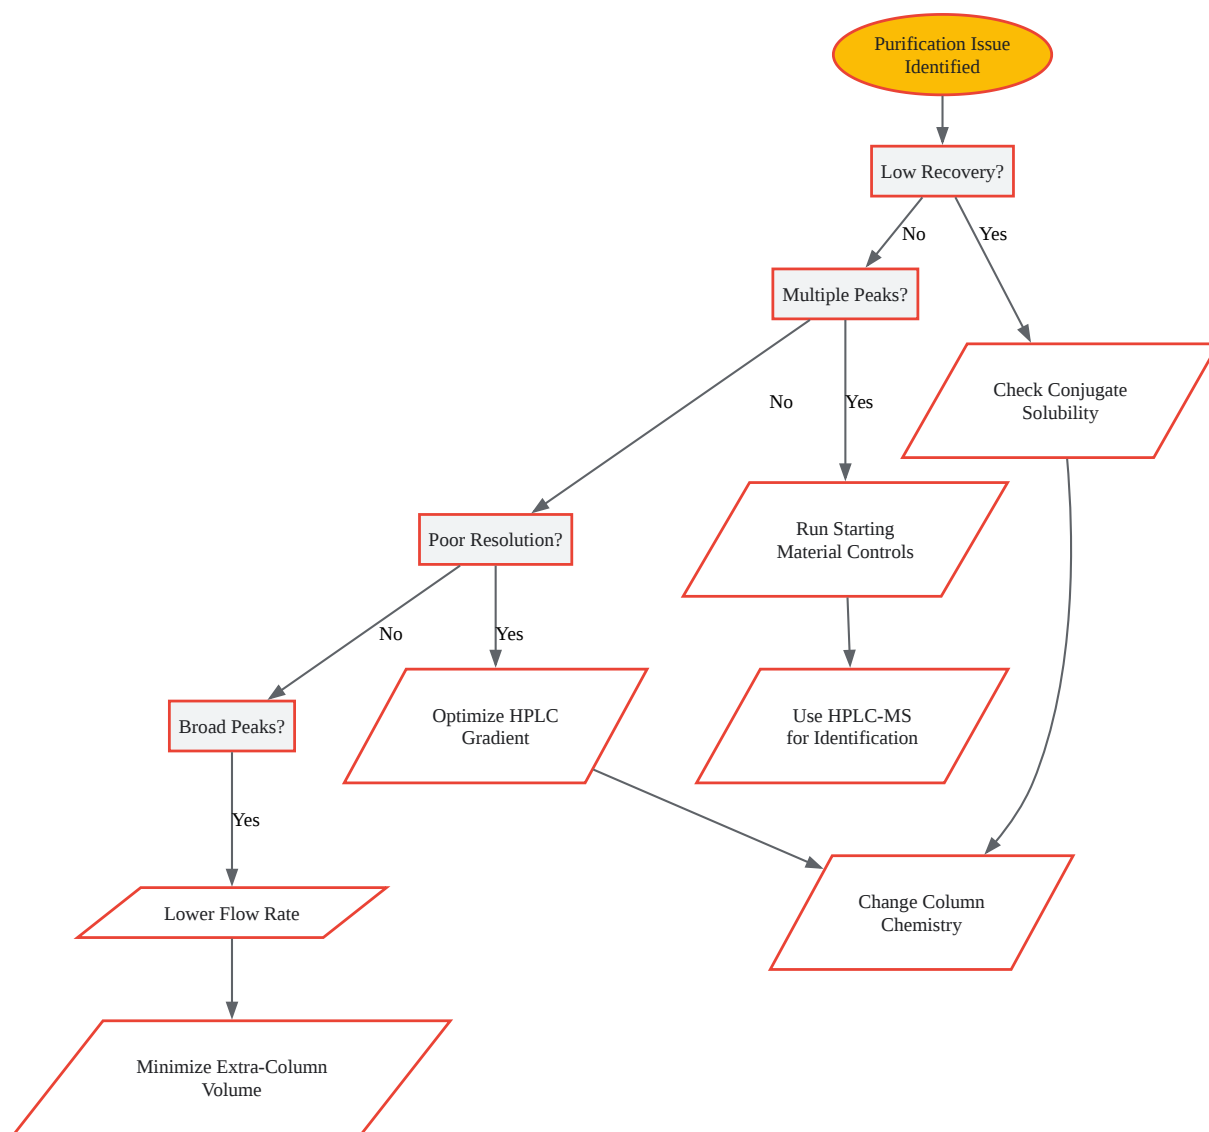 Purification Issue
Identified
Low Recovery?
No
Yes
Multiple Peaks?
No
Yes
Check Conjugate
Solubility
Run Starting
Material Controls
Poor Resolution?
No
Yes
Optimize HPLC
Gradient
Use HPLC-MS
for Identification
Broad Peaks?
Yes
Change Column
Chemistry
Lower Flow Rate
Minimize Extra-Column
Volume